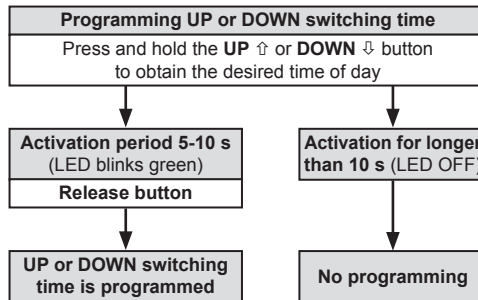 Programming UP or DOWN switching time
Press and hold the UP ⇧ or DOWN ⇩ button
to obtain the desired time of day
Activation period 5-10 s
(LED blinks green)
Release button
UP or DOWN switching
time is programmed
Activation for longer
than 10 s (LED OFF)
No programming